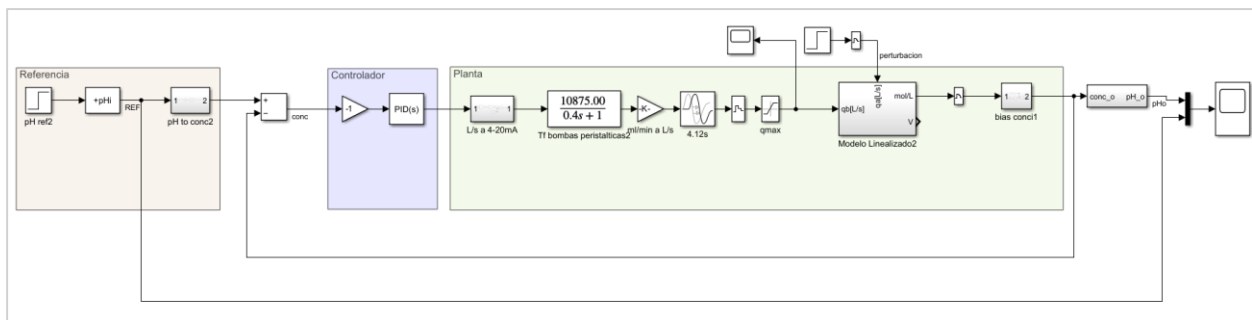 Referencia
+pHi
REF
pH ref2
1 2
pH to conc2
+
−
conc
Controlador
-1
PID(s)
Planta
1 1
L/s a 4-20mA
10875.00
0.4s + 1
Tf bombas peristalticas2
-K-
ml/min a L/s
4.12s
qmax
perturbacion
qa[L/s]
qb[L/s]
mol/L
V
Modelo Linealizado2
1 2
bias conci1
conc_o pH_o
pHo